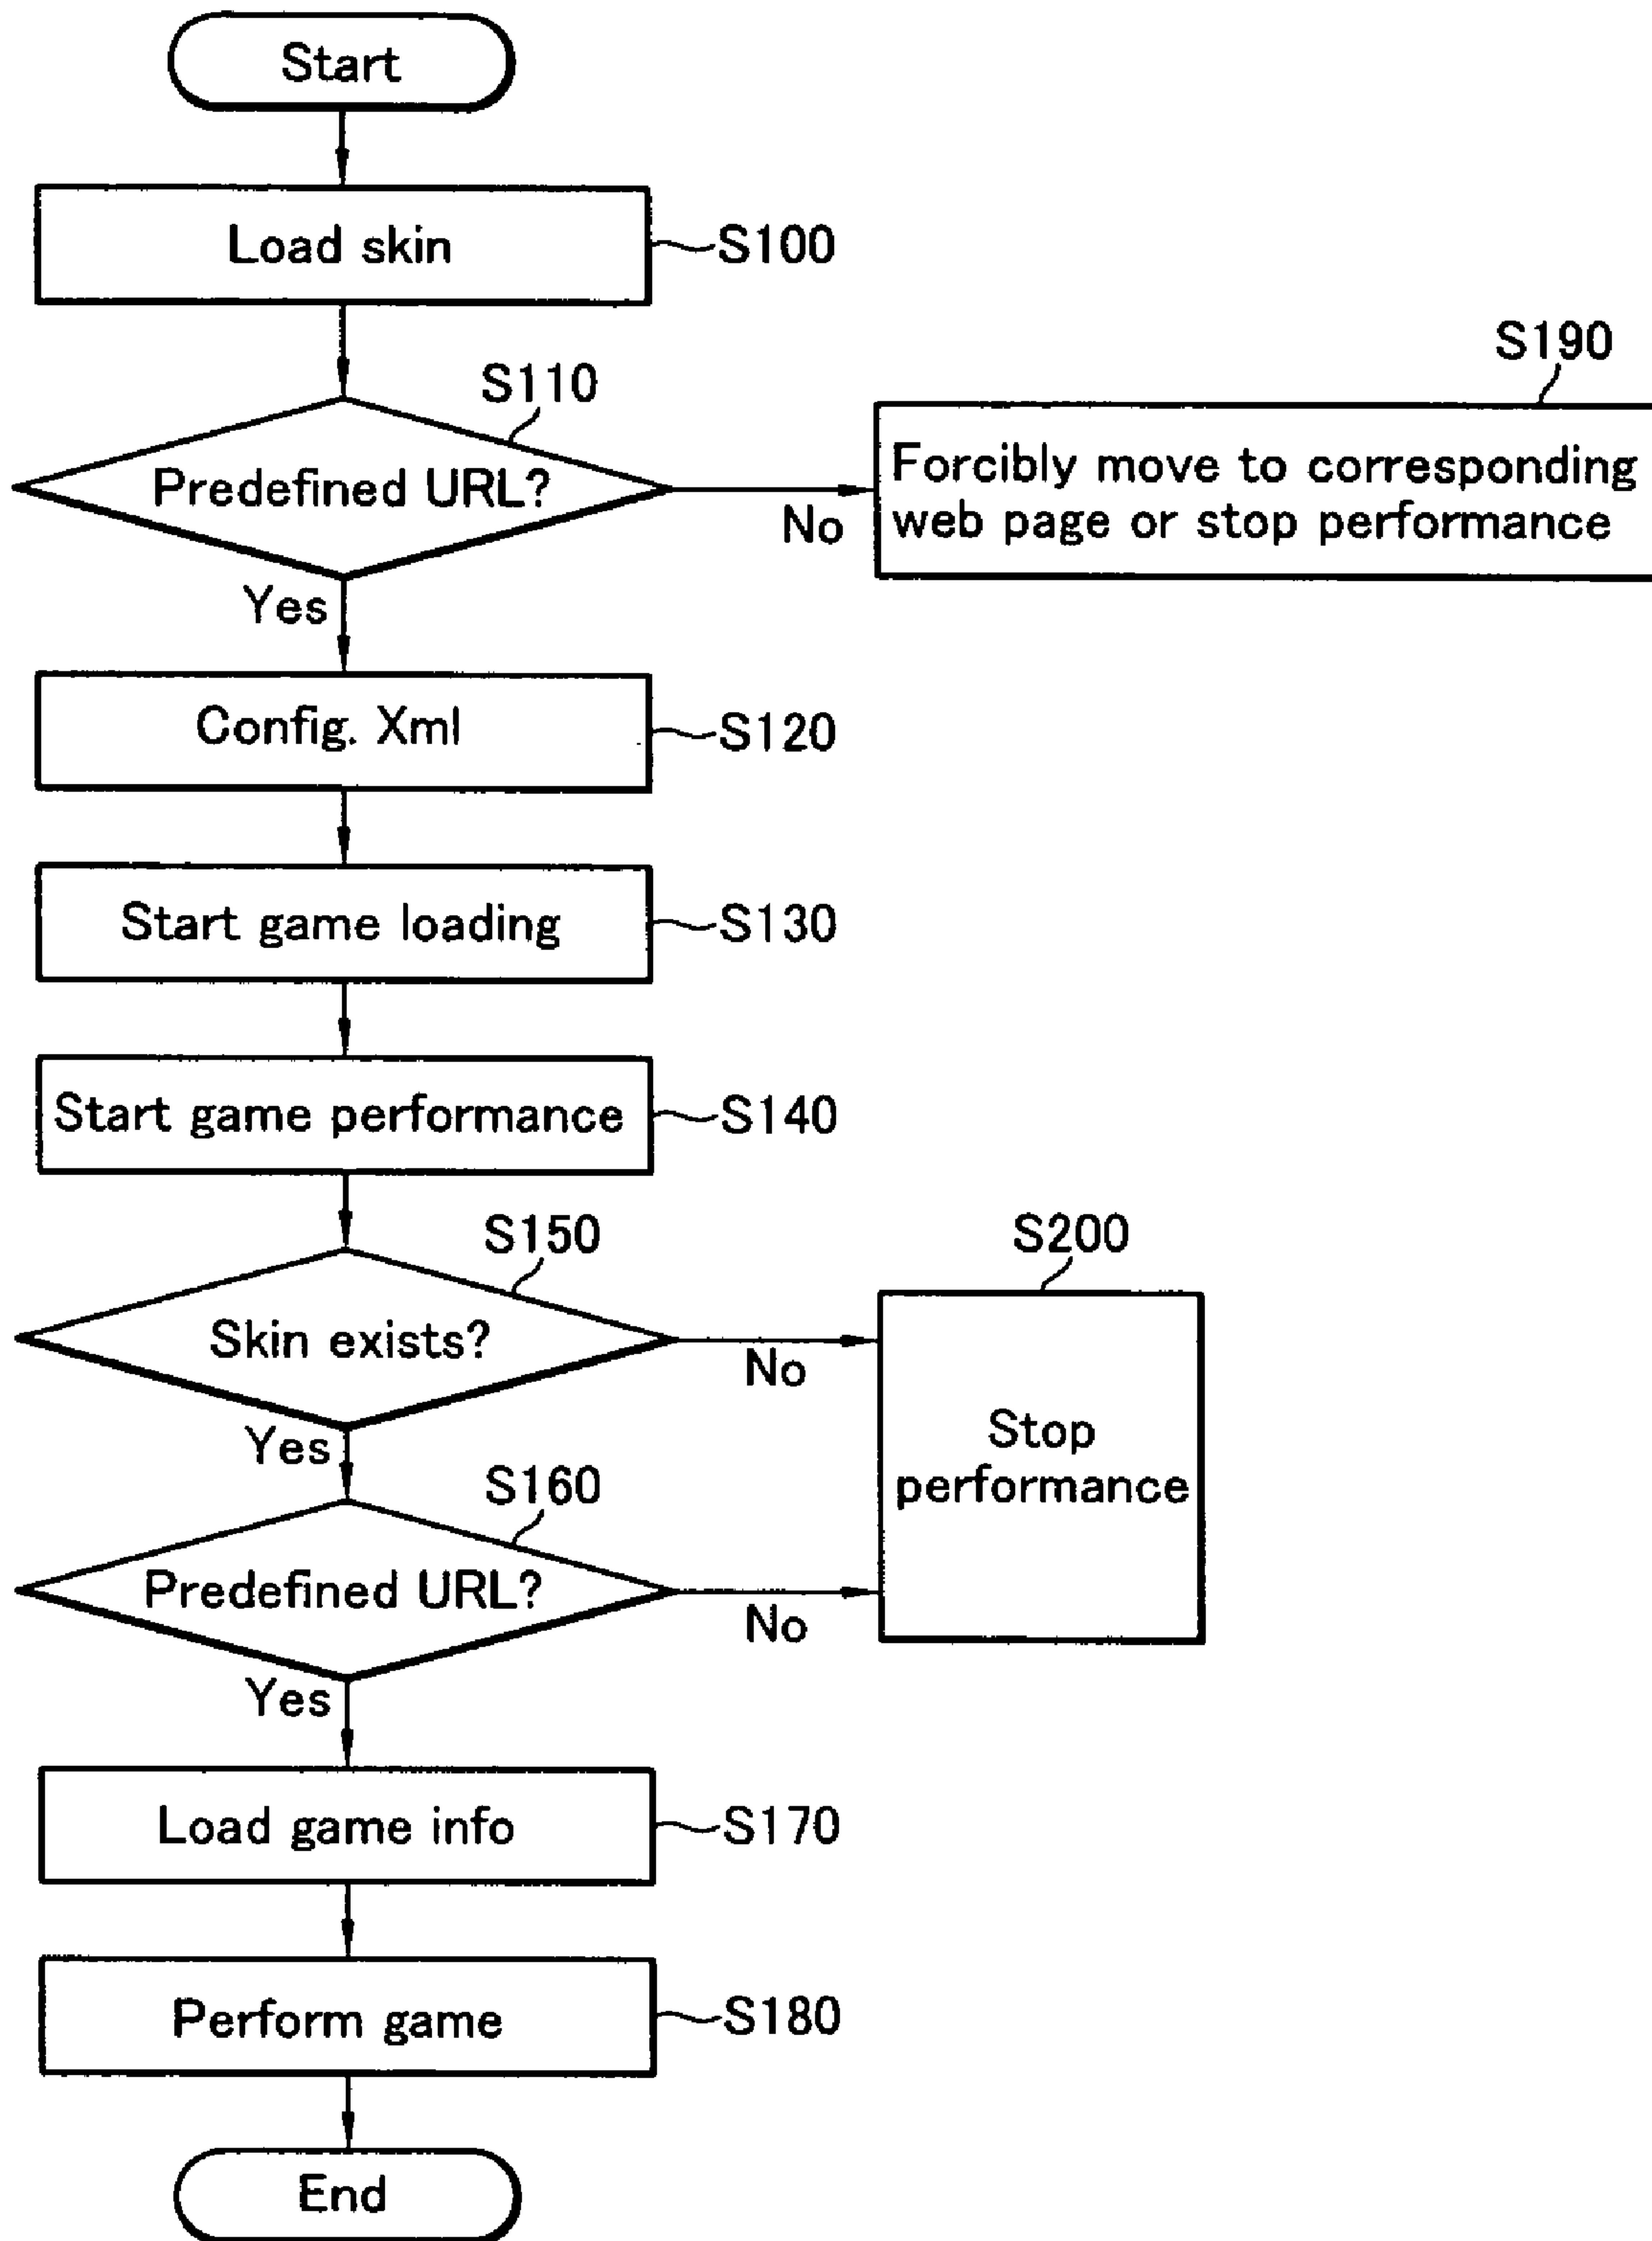 Start
Load skin
S100
S110
Predefined URL?
Yes
No
S190
Forcibly move to corresponding
web page or stop performance
Config. Xml
S120
Start game loading
S130
Start game performance
S140
S150
Skin exists?
No
Yes
S200
Stop
performance
S160
Predefined URL?
No
Yes
Load game info
S170
Perform game
S180
End